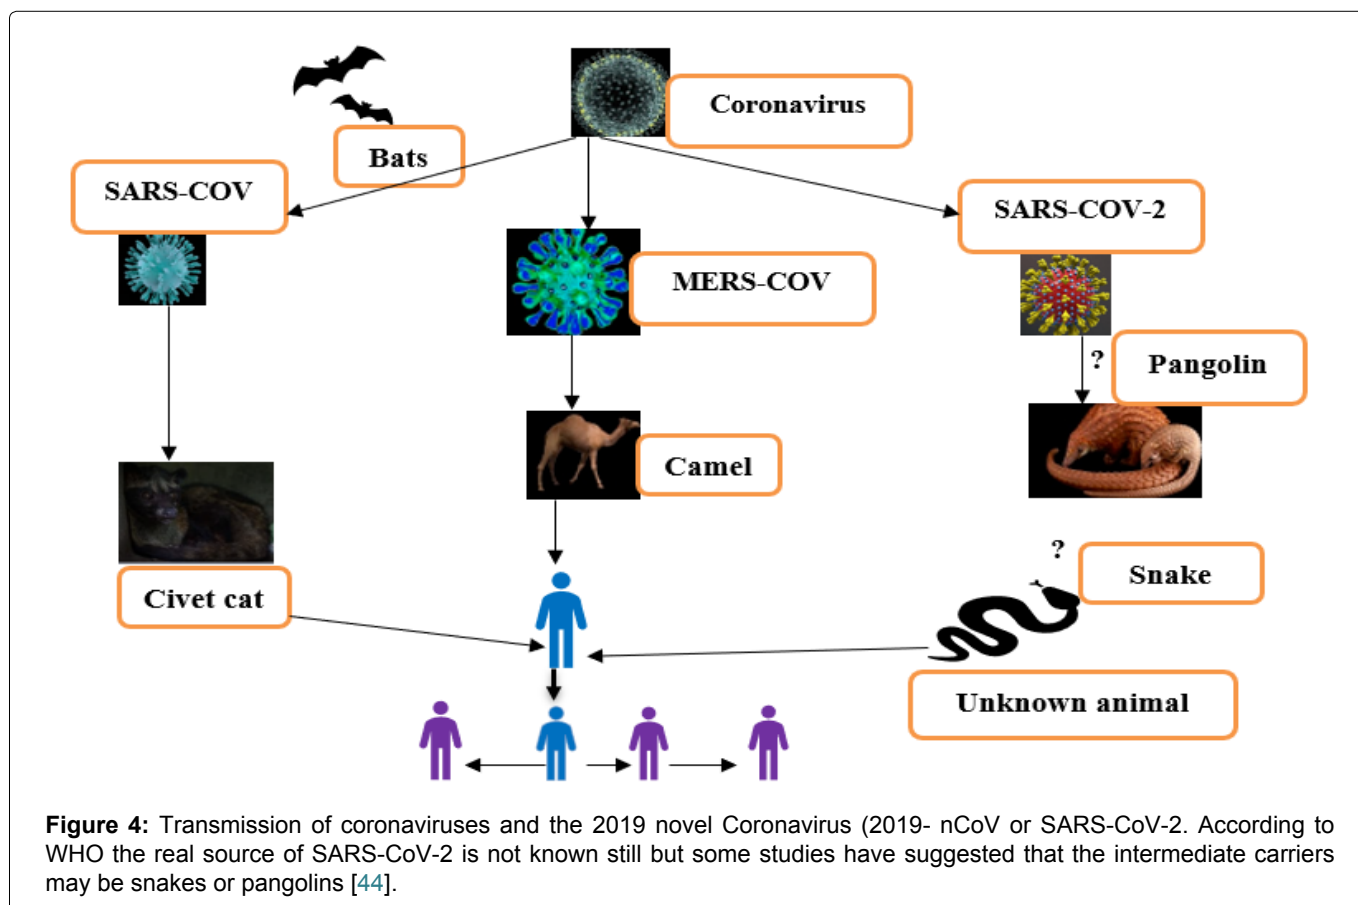 Coronavirus
Bats
SARS-COV
SARS-COV-2
MERS-COV
?
Pangolin
Camel
?
Snake
Civet cat
Unknown animal
Figure 4: Transmission of coronaviruses and the 2019 novel Coronavirus (2019- nCoV or SARS-CoV-2. According to
WHO the real source of SARS-CoV-2 is not known still but some studies have suggested that the intermediate carriers
may be snakes or pangolins [44].